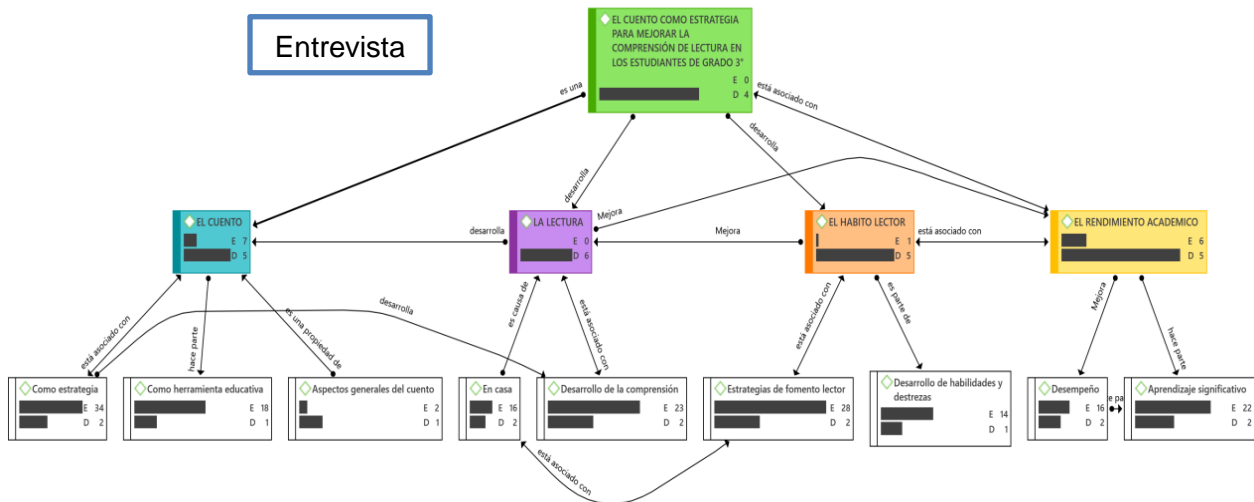 Entrevista
EL CUENTO COMO ESTRATEGIA
PARA MEJORAR LA
COMPRENSIÓN DE LECTURA EN
LOS ESTUDIANTES DE GRADO 3°
E 0
D 4
es una
está asociado con
desarrolla
desarrolla
EL CUENTO
E 7
D 5
desarrolla
LA LECTURA
E 0
D 6
Mejora
Mejora
EL HABITO LECTOR
E 1
D 5
está asociado con
EL RENDIMIENTO ACADEMICO
E 6
D 5
está asociado con
hace parte
es una propiedad de
desarrolla
es causa de
está asociado con
está asociado con
es parte de
Mejora
hace parte
Como estrategia
E 34
D 2
Como herramienta educativa
E 18
D 1
Aspectos generales del cuento
E 2
D 1
En casa
E 16
D 2
Desarrollo de la comprensión
E 23
D 2
Estrategias de fomento lector
E 28
D 2
Desarrollo de habilidades y
destrezas
E 14
D 1
Desempeño
E 16
D 2
e pa
Aprendizaje significativo
E 22
D 2
está asociado con